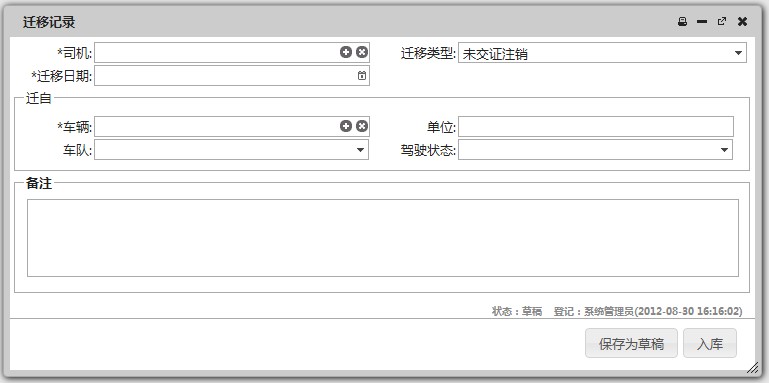 迁移记录
*司机: 迁移类型: 未交证注销
*迁移日期:
迁自
*车辆: 单位:
车队: 驾驶状态:
备注
状态：草稿 登记：系统管理员(2012-08-30 16:16:02)
保存为草稿 入库